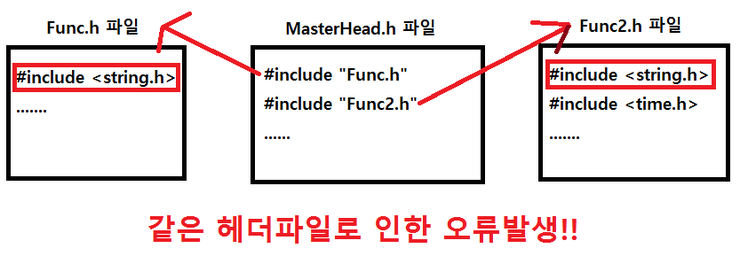 Func.h 파일
#include <string.h>
.......
MasterHead.h 파일
#include "Func.h"
#include "Func2.h"
......
Func2.h 파일
#include <string.h>
#include <time.h>
.......
같은 헤더파일로 인한 오류발생!!